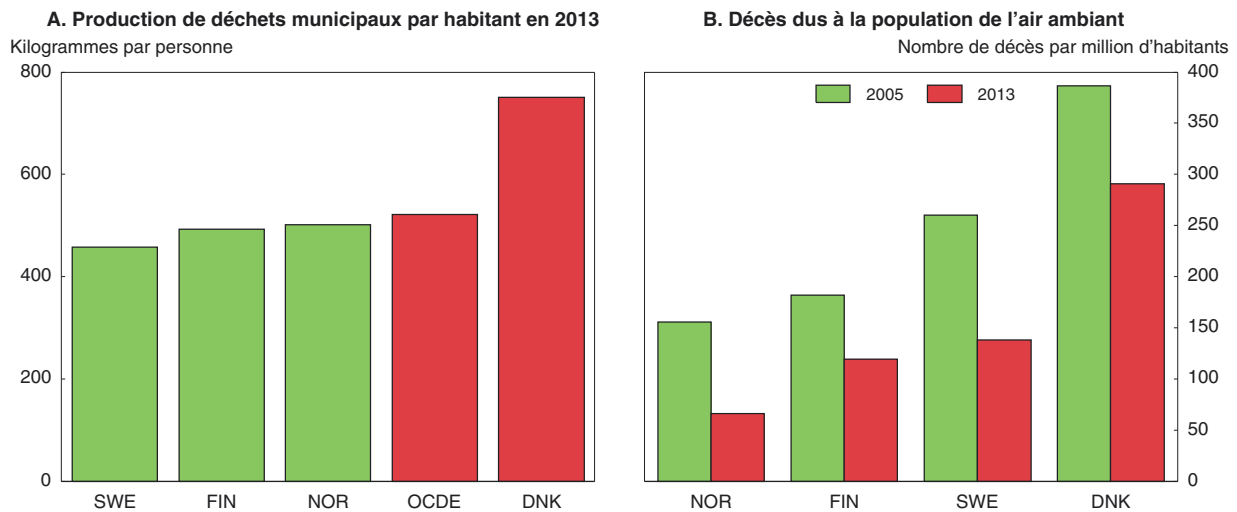 A. Production de déchets municipaux par habitant en 2013
Kilogrammes par personne
800
600
400
200
0
SWE FIN NOR OCDE DNK
B. Décès dus à la population de l’air ambiant
Nombre de décès par million d’habitants
2005 2013
400
350
300
250
200
150
100
50
0
NOR FIN SWE DNK